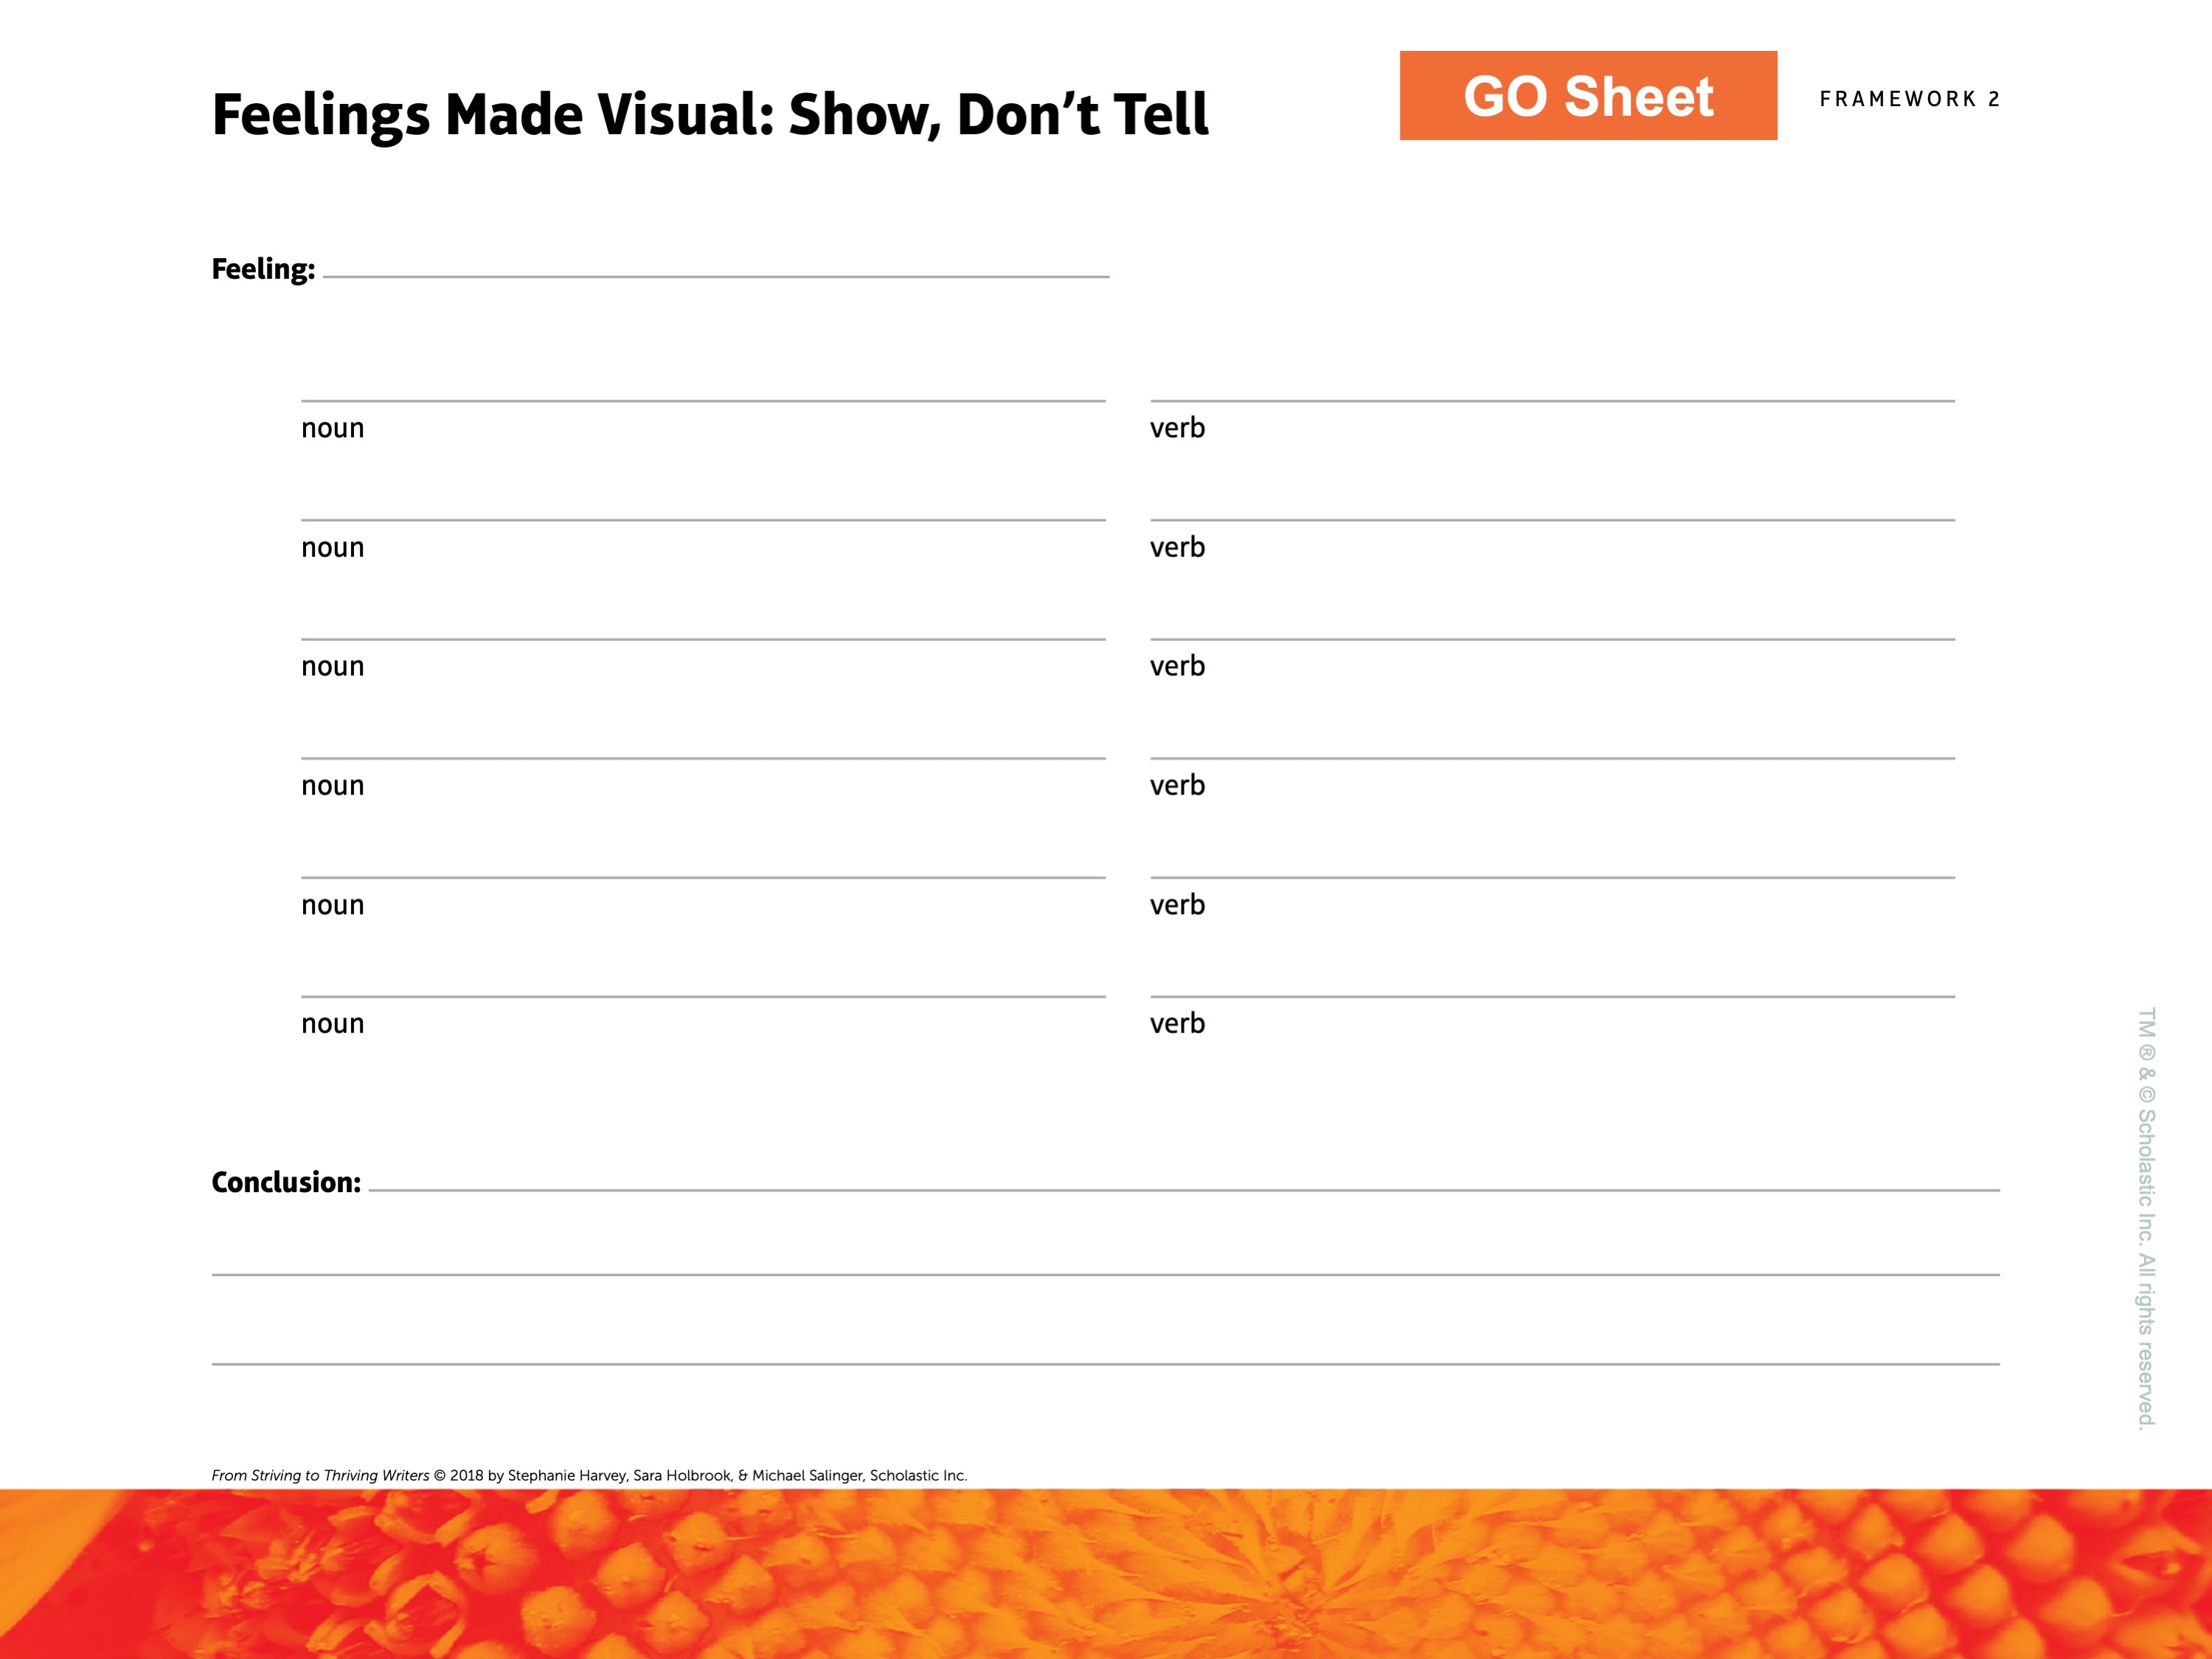 Feelings Made Visual: Show, Don’t Tell
GO Sheet
FRAMEWORK 2
Feeling:
noun verb
noun verb
noun verb
noun verb
noun verb
noun verb
Conclusion:
From Striving to Thriving Writers © 2018 by Stephanie Harvey, Sara Holbrook, & Michael Salinger, Scholastic Inc.
TM ® & © Scholastic Inc. All rights reserved.